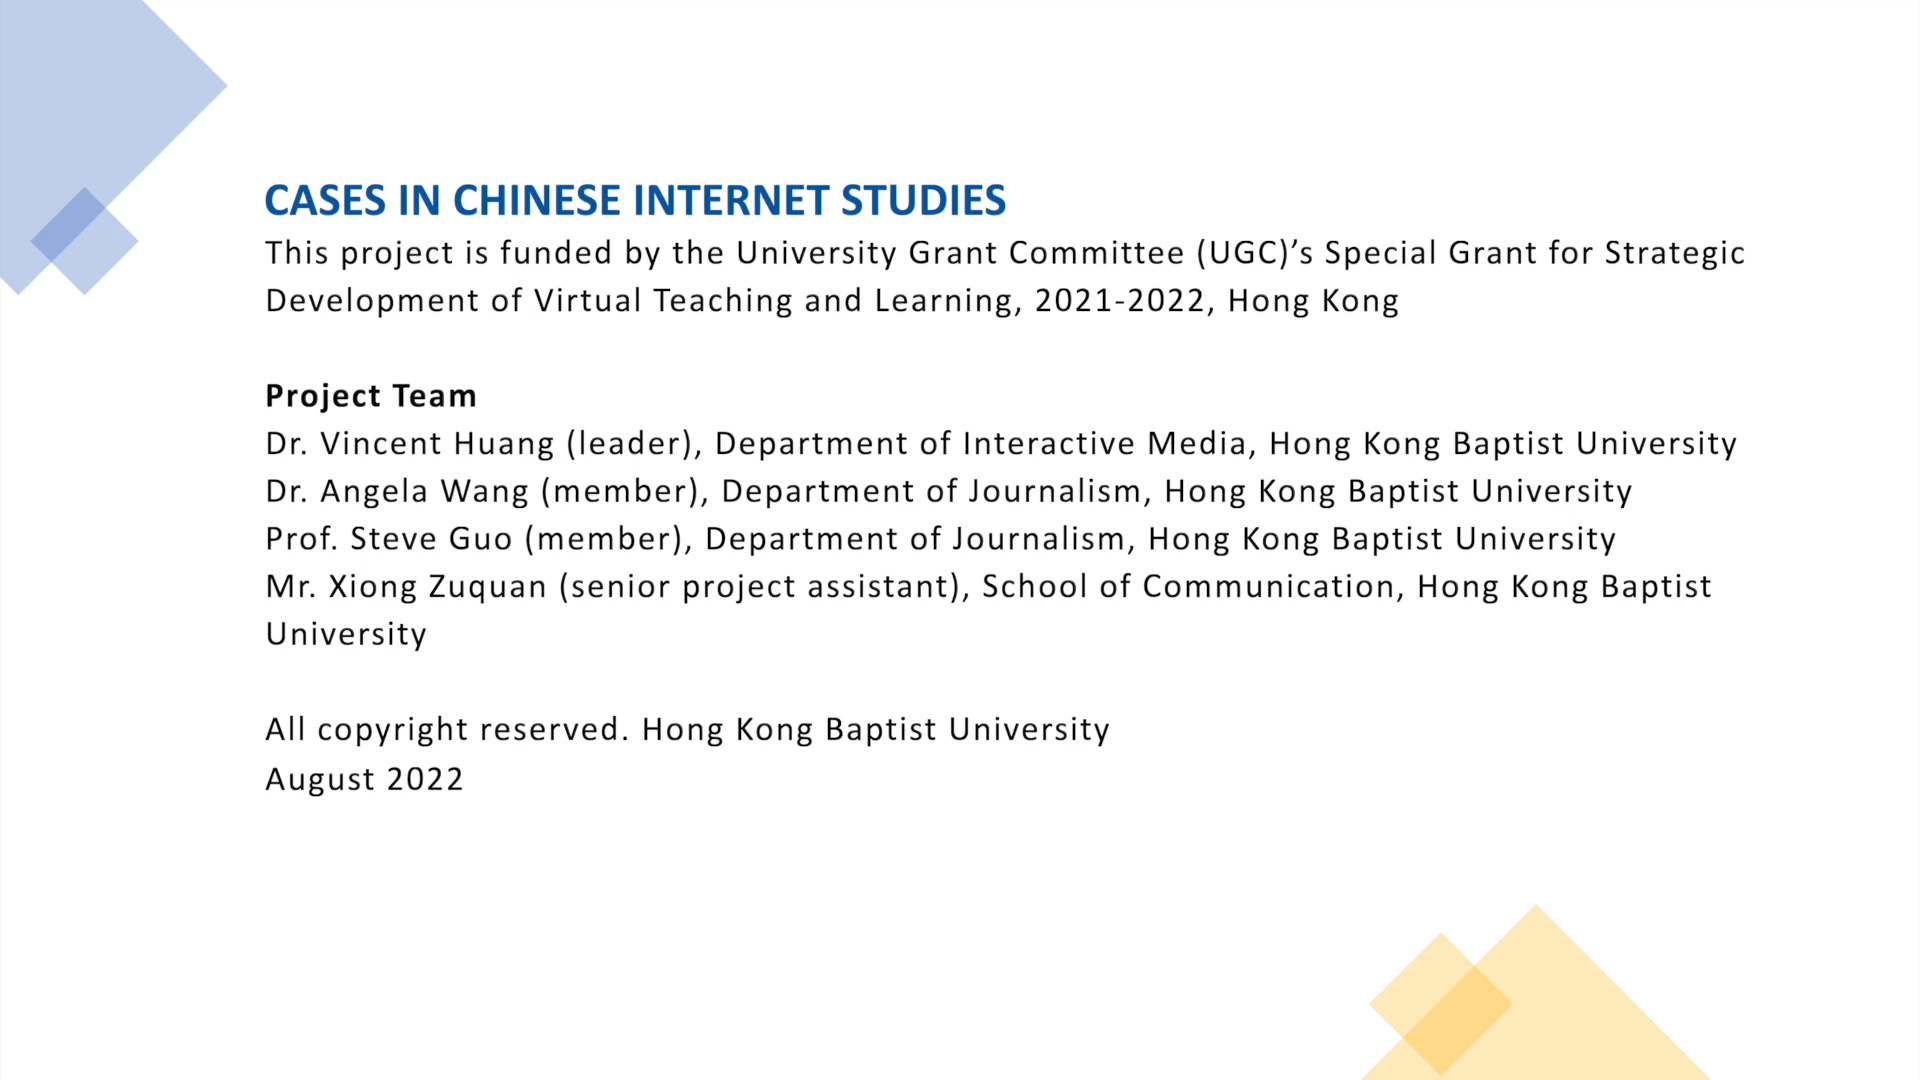 CASES IN CHINESE INTERNET STUDIES
This project is funded by the University Grant Committee (UGC)’s Special Grant for Strategic
Development of Virtual Teaching and Learning, 2021-2022, Hong Kong
Project Team
Dr. Vincent Huang (leader), Department of Interactive Media, Hong Kong Baptist University
Dr. Angela Wang (member), Department of Journalism, Hong Kong Baptist University
Prof. Steve Guo (member), Department of Journalism, Hong Kong Baptist University
Mr. Xiong Zuquan (senior project assistant), School of Communication, Hong Kong Baptist
University
All copyright reserved. Hong Kong Baptist University
August 2022